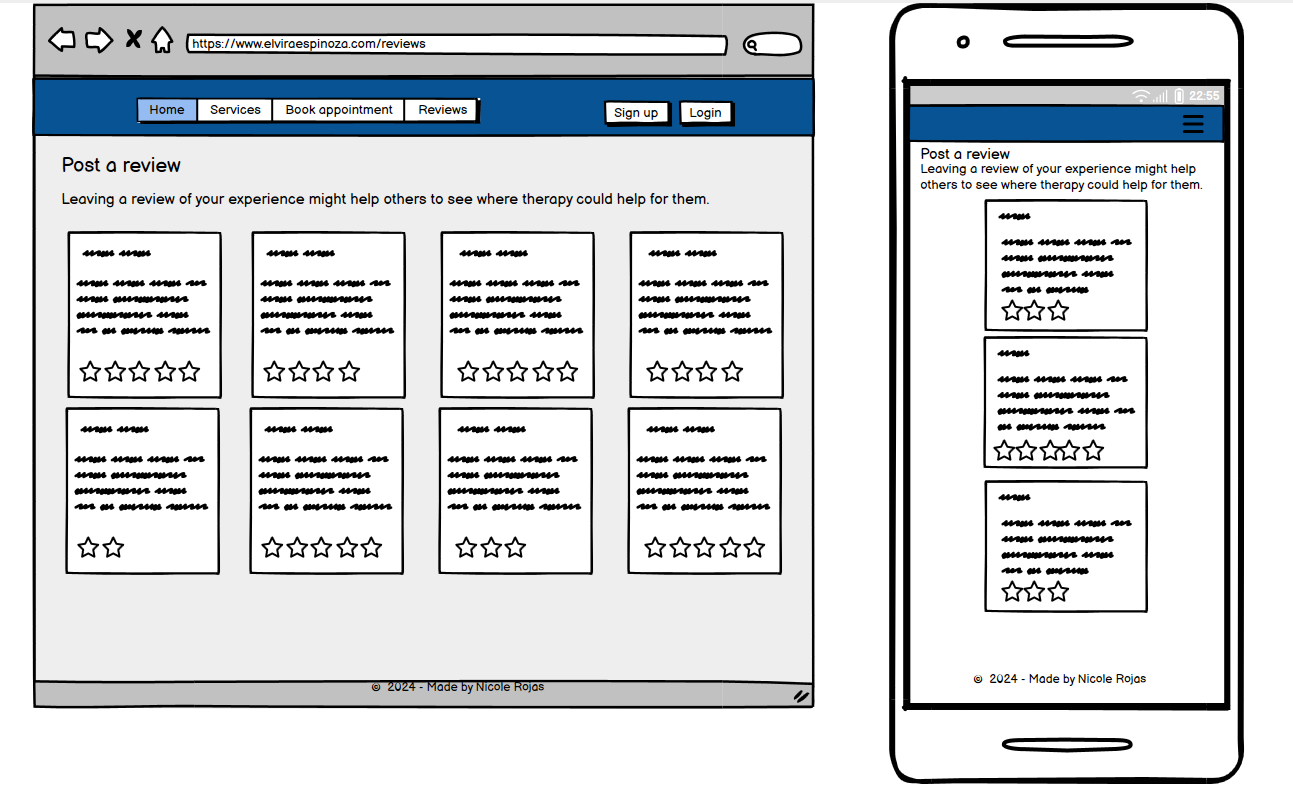 https://www.elviraespinoza.com/reviews
Home Services Book appointment Reviews
Sign up Login
Post a review
Leaving a review of your experience might help others to see where therapy could help for them.
© 2024 - Made by Nicole Rojas
22:55
Post a review
Leaving a review of your experience might help
others to see where therapy could help for them.
© 2024 - Made by Nicole Rojas